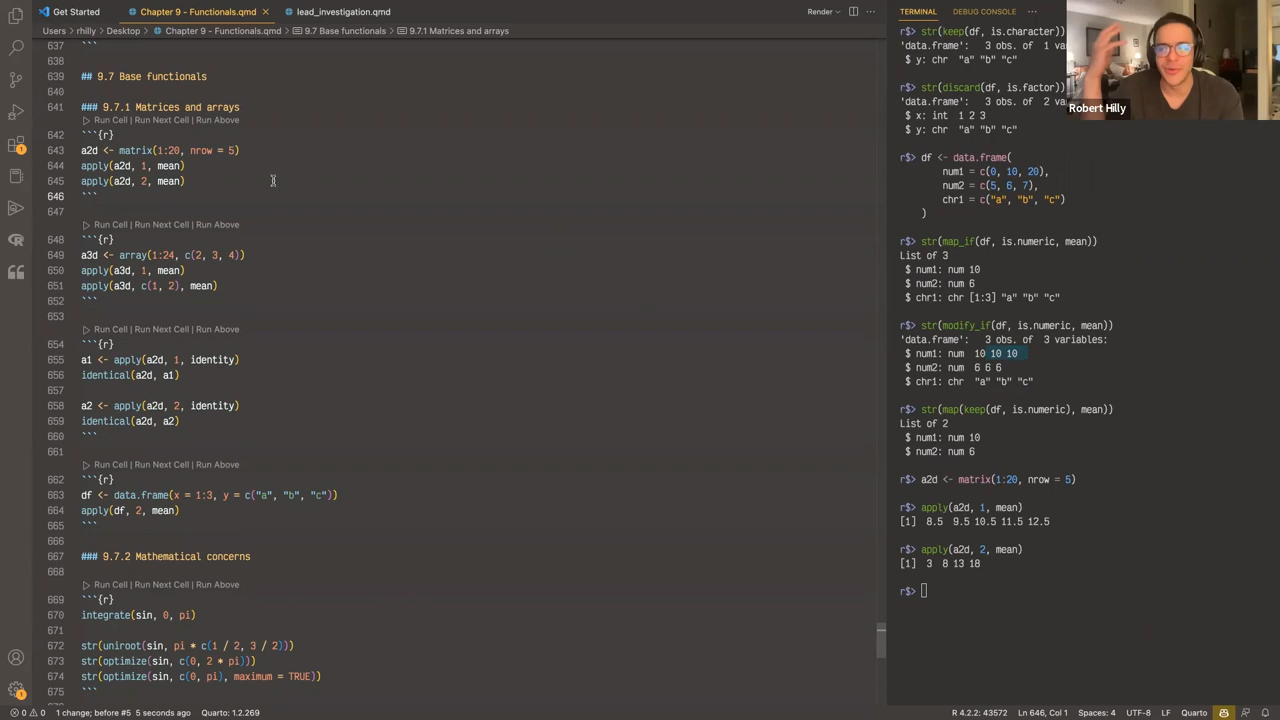 Get Started
Chapter 9 - Functionals.qmd
lead_investigation.qmd
Render
Users > rhilly > Desktop > Chapter 9 - Functionals.qmd > 9.7 Base functionals > 9.7.1 Matrices and arrays
637 ```
638
639 ## 9.7 Base functionals
640
641 ### 9.7.1 Matrices and arrays
Run Cell | Run Next Cell | Run Above
642 ```{r}
643 a2d <- matrix(1:20, nrow = 5)
644 apply(a2d, 1, mean)
645 apply(a2d, 2, mean)
646 ```
647
Run Cell | Run Next Cell | Run Above
648 ```{r}
649 a3d <- array(1:24, c(2, 3, 4))
650 apply(a3d, 1, mean)
651 apply(a3d, c(1, 2), mean)
652 ```
653
Run Cell | Run Next Cell | Run Above
654 ```{r}
655 a1 <- apply(a2d, 1, identity)
656 identical(a2d, a1)
657
658 a2 <- apply(a2d, 2, identity)
659 identical(a2d, a2)
660 ```
661
Run Cell | Run Next Cell | Run Above
662 ```{r}
663 df <- data.frame(x = 1:3, y = c("a", "b", "c"))
664 apply(df, 2, mean)
665 ```
666
667 ### 9.7.2 Mathematical concerns
668
Run Cell | Run Next Cell | Run Above
669 ```{r}
670 integrate(sin, 0, pi)
671
672 str(uniroot(sin, pi * c(1 / 2, 3 / 2)))
673 str(optimize(sin, c(0, 2 * pi)))
674 str(optimize(sin, c(0, pi), maximum = TRUE))
675 ```
TERMINAL
DEBUG CONSOLE
r$> str(keep(df, is.character))
'data.frame': 3 obs. of 1 va
$ y: chr "a" "b" "c"
r$> str(discard(df, is.factor))
'data.frame': 3 obs. of 2 va
$ x: int 1 2 3
$ y: chr "a" "b" "c"
r$> df <- data.frame(
num1 = c(0, 10, 20),
num2 = c(5, 6, 7),
chr1 = c("a", "b", "c")
)
r$> str(map_if(df, is.numeric, mean))
List of 3
$ num1: num 10
$ num2: num 6
$ chr1: chr [1:3] "a" "b" "c"
r$> str(modify_if(df, is.numeric, mean))
'data.frame': 3 obs. of 3 variables:
$ num1: num 10 10 10
$ num2: num 6 6 6
$ chr1: chr "a" "b" "c"
r$> str(map(keep(df, is.numeric), mean))
List of 2
$ num1: num 10
$ num2: num 6
r$> a2d <- matrix(1:20, nrow = 5)
r$> apply(a2d, 1, mean)
[1] 8.5 9.5 10.5 11.5 12.5
r$> apply(a2d, 2, mean)
[1] 3 8 13 18
r$>
Robert Hilly
0 0 1 change; before #5 5 seconds ago Quarto: 1.2.269
R 4.2.2: 43572 Ln 646, Col 1 Spaces: 4 UTF-8 LF Quarto